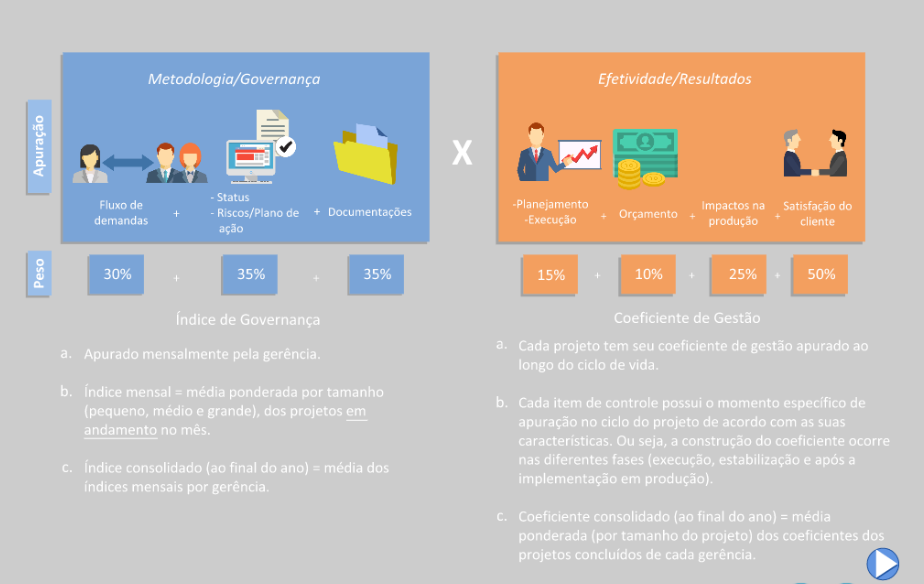 Metodologia/Governança
Apuração
Fluxo de
demandas
+
- Status
- Riscos/Plano de
ação
+ Documentações
Peso
30%
+
35%
+
35%
Índice de Governança
a. Apurado mensalmente pela gerência.
b. Índice mensal = média ponderada por tamanho
(pequeno, médio e grande), dos projetos em
andamento no mês.
c. Índice consolidado (ao final do ano) = média dos
índices mensais por gerência.
X
Efetividade/Resultados
-Planejamento
-Execução
+
Orçamento
+
Impactos na
produção
+
Satisfação do
cliente
15%
+
10%
+
25%
+
50%
Coeficiente de Gestão
a. Cada projeto tem seu coeficiente de gestão apurado ao
longo do ciclo de vida.
b. Cada item de controle possui o momento específico de
apuração no ciclo do projeto de acordo com as suas
características. Ou seja, a construção do coeficiente ocorre
nas diferentes fases (execução, estabilização e após a
implementação em produção).
c. Coeficiente consolidado (ao final do ano) = média
ponderada (por tamanho do projeto) dos coeficientes dos
projetos concluídos de cada gerência.